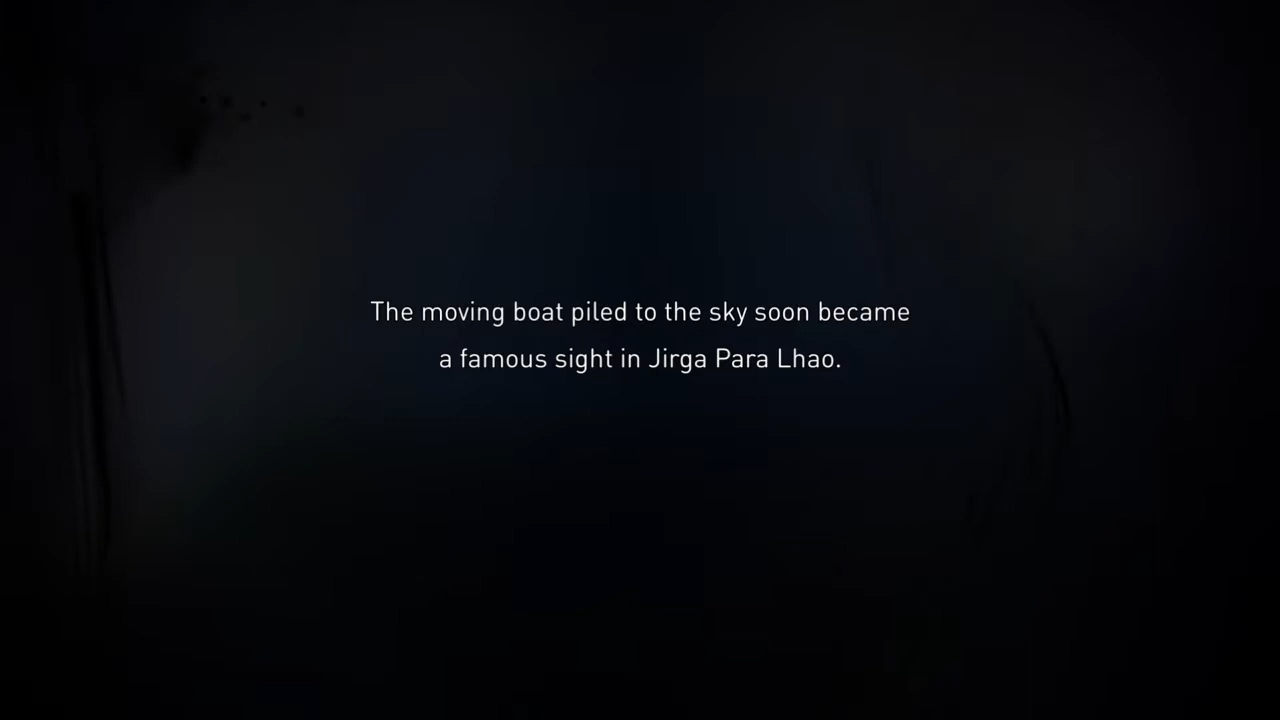 The moving boat piled to the sky soon became
a famous sight in Jirga Para Lhao.